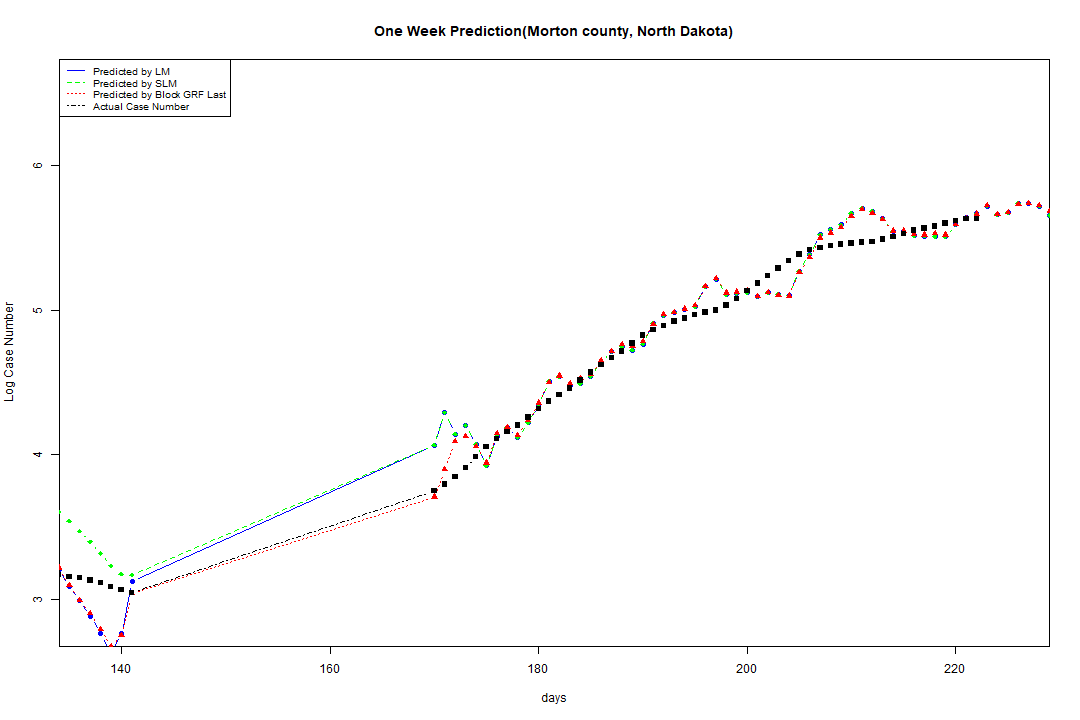 One Week Prediction(Morton county, North Dakota)
Predicted by LM
Predicted by SLM
Predicted by Block GRF Last
Actual Case Number
6
5
4
3
Log Case Number
140 160 180 200 220
days